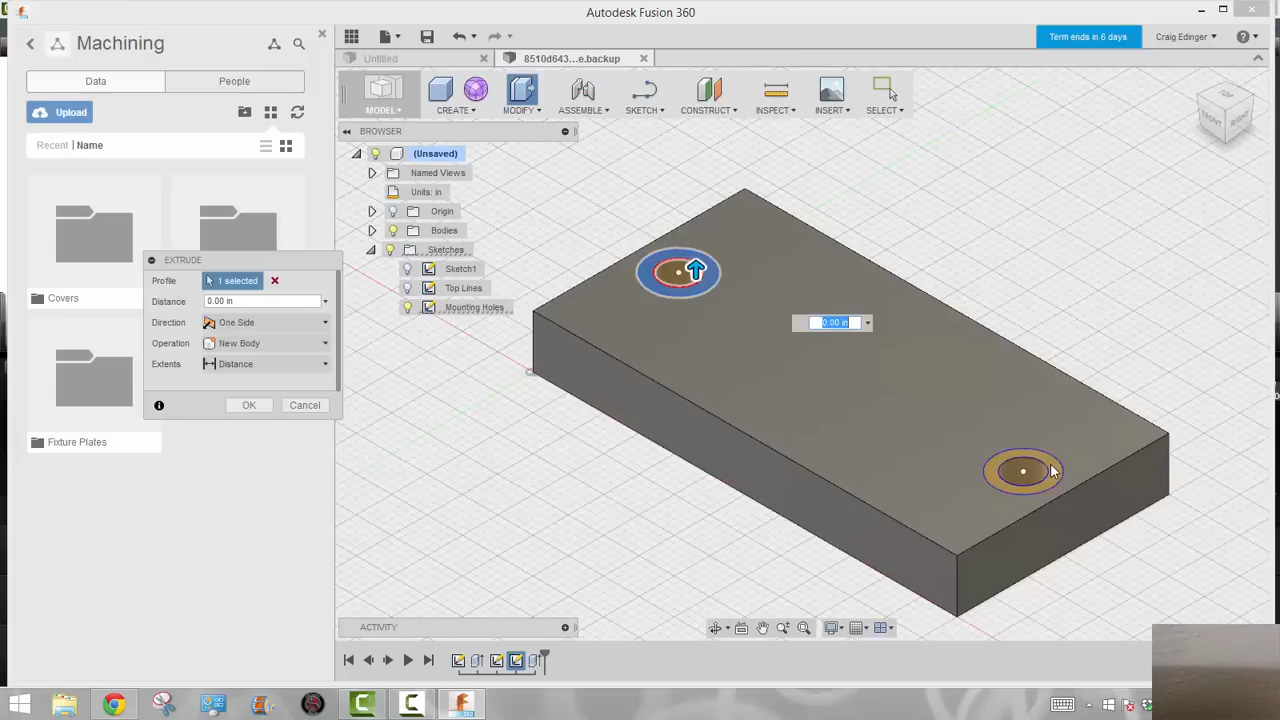 Autodesk Fusion 360
Machining
Data
People
Upload
Recent | Name
Covers
Fixture Plates
Untitled
8510d643...e.backup
Term ends in 6 days
Craig Edinger
MODEL
CREATE
MODIFY
ASSEMBLE
SKETCH
CONSTRUCT
INSPECT
INSERT
SELECT
BROWSER
(Unsaved)
Named Views
Units: in
Origin
Bodies
Sketches
Sketch1
Top Lines
Mounting Holes
EXTRUDE
Profile
1 selected
Distance
0.00 in
Direction
One Side
Operation
New Body
Extents
Distance
OK
Cancel
0.00 in
FRONT
RIGHT
ACTIVITY